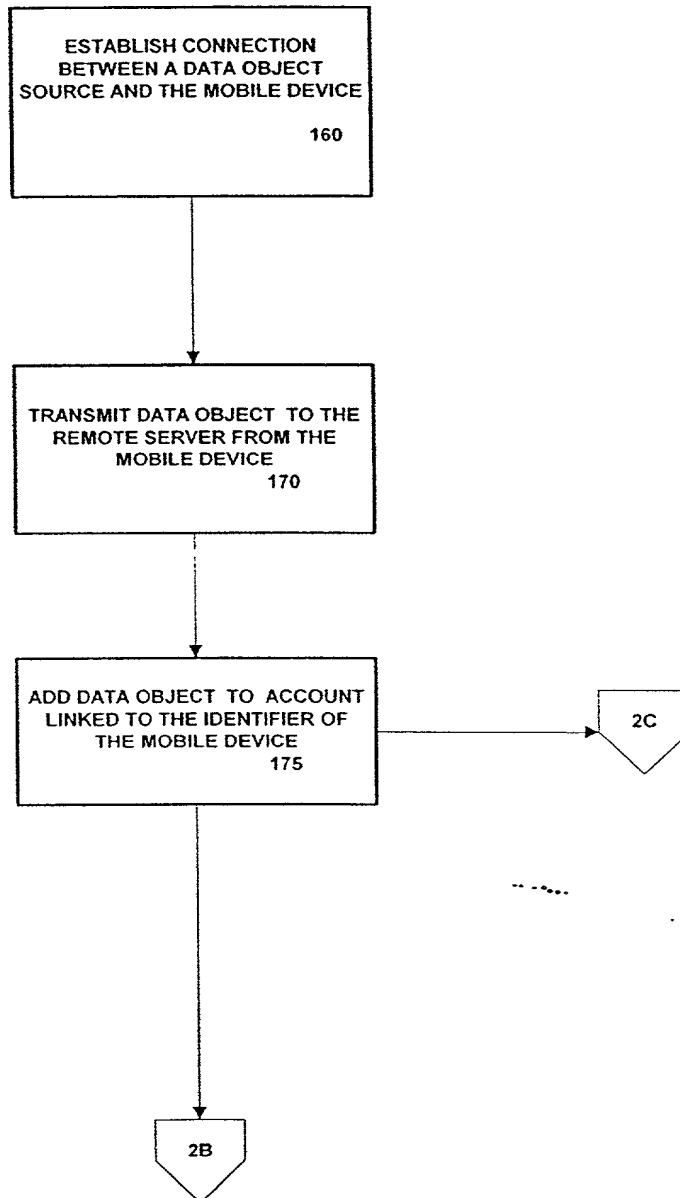 ESTABLISH CONNECTION
BETWEEN A DATA OBJECT
SOURCE AND THE MOBILE DEVICE
160
TRANSMIT DATA OBJECT TO THE
REMOTE SERVER FROM THE
MOBILE DEVICE
170
ADD DATA OBJECT TO ACCOUNT
LINKED TO THE IDENTIFIER OF
THE MOBILE DEVICE
175
2C
2B